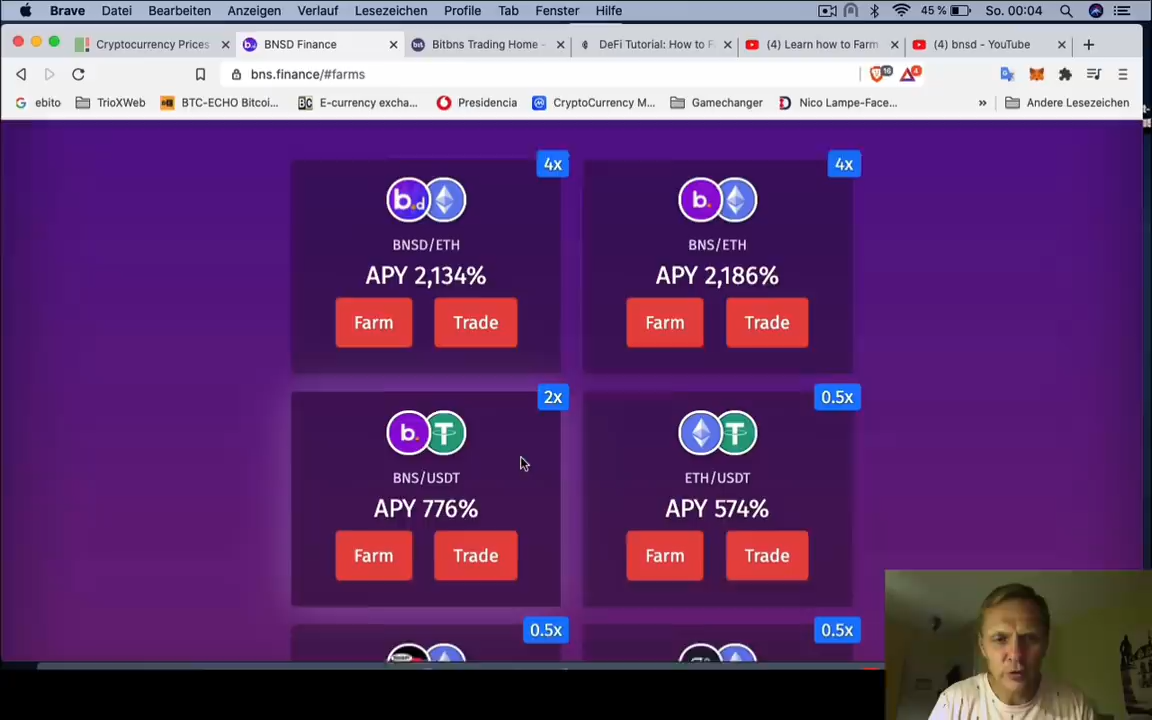 Brave Datei Bearbeiten Anzeigen Verlauf Lesezeichen Profile Tab Fenster Hilfe 45 % So. 00:04
Cryptocurrency Prices BNSD Finance Bitbns Trading Home - DeFi Tutorial: How to F (4) Learn how to Farm (4) bnsd - YouTube
bns.finance/#farms 16 4
ebito TrioXWeb BTC-ECHO Bitcoi... E-currency excha... Presidencia CryptoCurrency M... Gamechanger Nico Lampe-Face... » Andere Lesezeichen
4x 4x
b.d b.
BNSD/ETH BNS/ETH
APY 2,134% APY 2,186%
Farm Trade Farm Trade
2x 0.5x
b.
BNS/USDT ETH/USDT
APY 776% APY 574%
Farm Trade Farm Trade
0.5x 0.5x